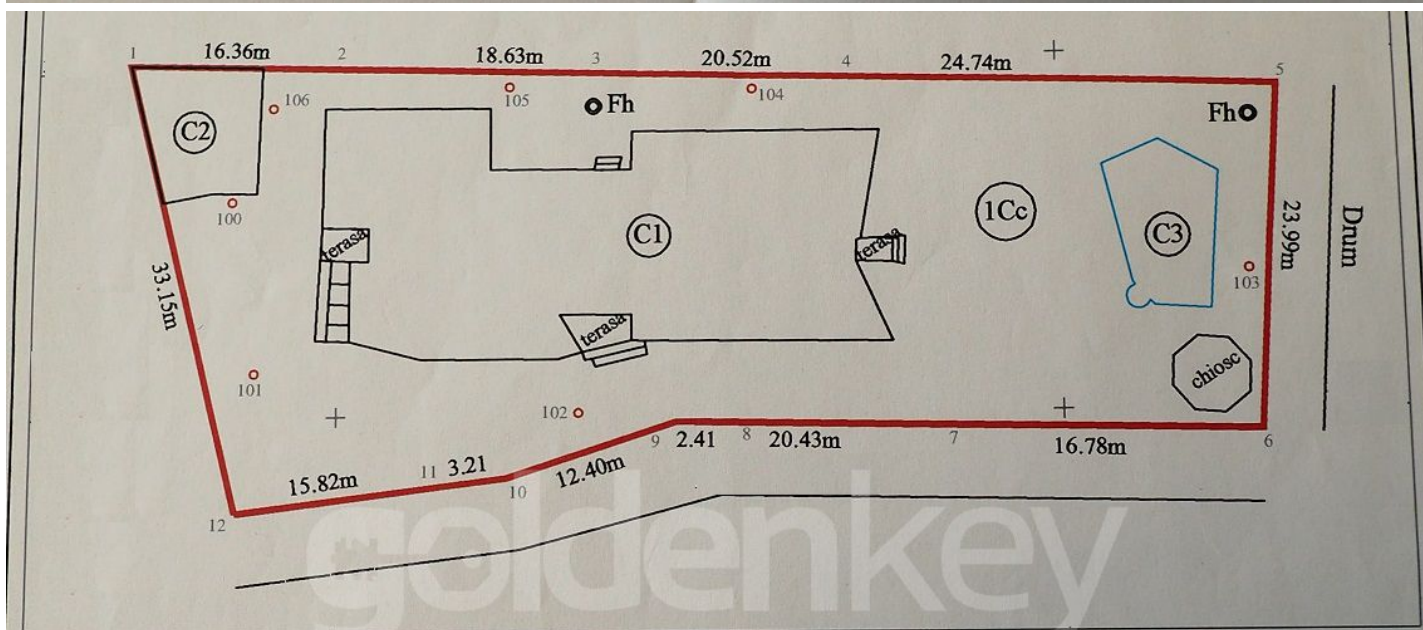 1 16.36m 2 18.63m 3 20.52m 4 24.74m 5
106 105 Fh 104 Fh
C2
100
terasa C1 terasa 1Cc C3 23.99m Drum
103
33.15m
terasa
chiosc
101
102
9 2.41 8 20.43m 7 16.78m 6
15.82m 11 3.21 10 12.40m
12
goldenkey